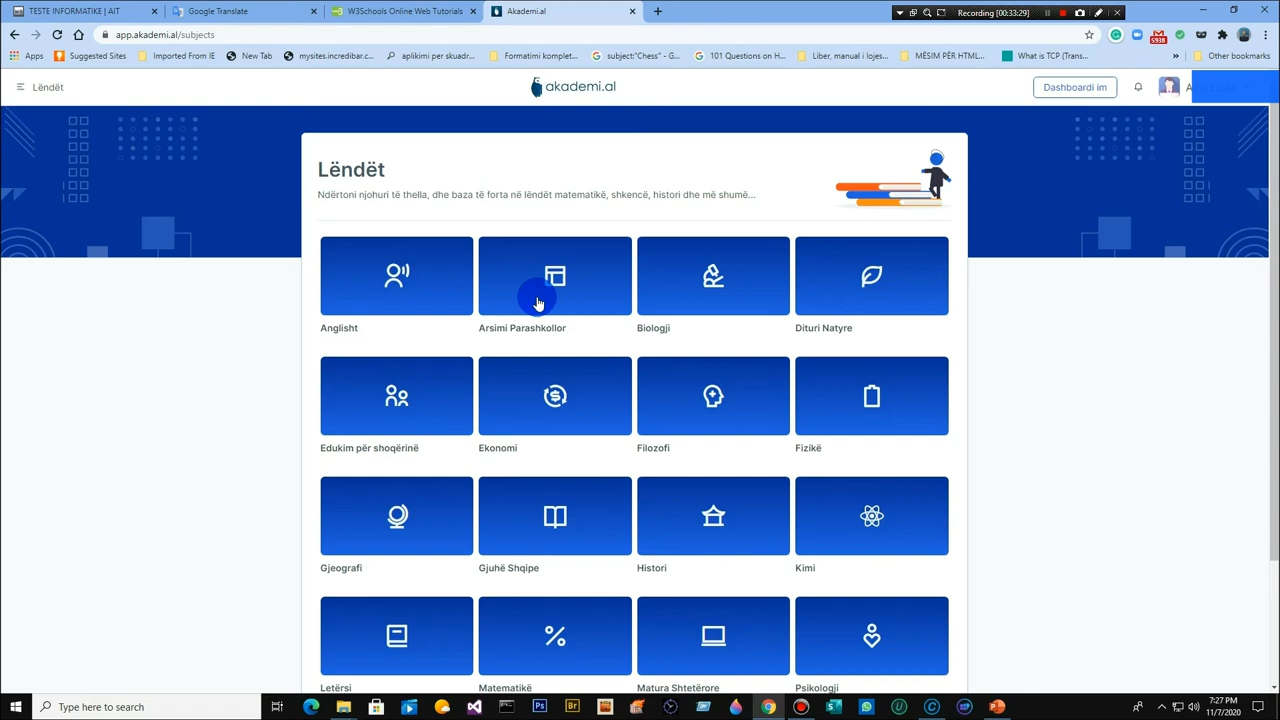 TESTE INFORMATIKE | AIT
Google Translate
W3Schools Online Web Tutorials
Akademi.al
Recording [00:33:29]
app.akademi.al/subjects
Apps
Suggested Sites
Imported From IE
New Tab
mysites.incredibar.c...
aplikimi per skuadr...
Formatimi komplet...
subject:"Chess" - G...
101 Questions on H...
Liber, manual i lojes...
MËSIM PËR HTML...
What is TCP (Trans...
Other bookmarks
Lëndët
akademi.al
Dashboardi im
Lëndët
Ndërtoni njohuri të thella, dhe baza të forta në lëndët matematikë, shkencë, histori dhe më shumë...
Anglisht
Arsimi Parashkollor
Biologji
Dituri Natyre
Edukim për shoqërinë
Ekonomi
Filozofi
Fizikë
Gjeografi
Gjuhë Shqipe
Histori
Kimi
Letërsi
Matematikë
Matura Shtetërore
Psikologji
Type here to search
7:27 PM
11/7/2020